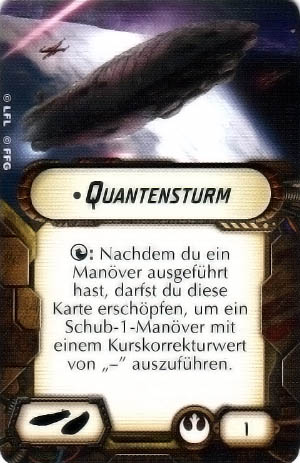 © LFL © FFG
• QUANTENSTURM
: Nachdem du ein
Manöver ausgeführt
hast, darfst du diese
Karte erschöpfen, um ein
Schub-1-Manöver mit
einem Kurskorrekturwert
von „–” auszuführen.
1